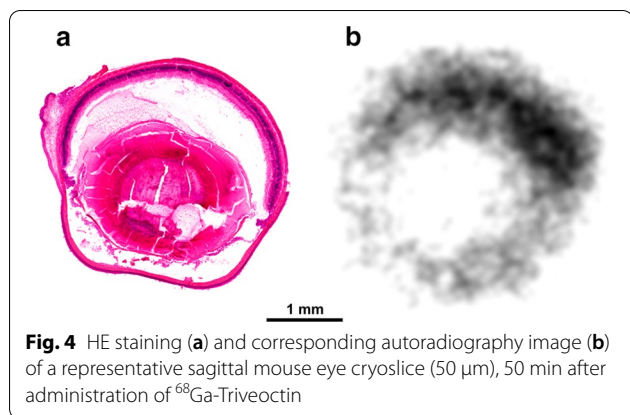 a
b
1 mm
Fig. 4 HE staining (a) and corresponding autoradiography image (b)
of a representative sagittal mouse eye cryoslice (50 µm), 50 min after
administration of ⁶⁸Ga-Triveoctin